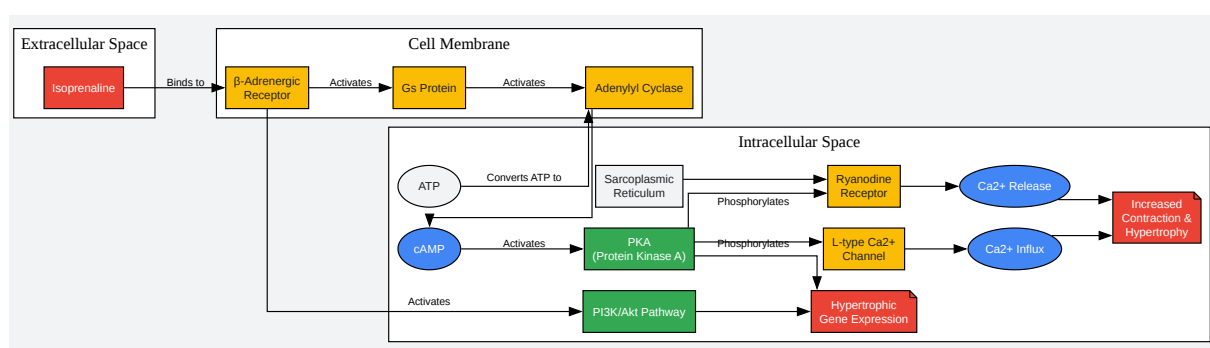 Extracellular Space
Cell Membrane
Isoprenaline
Binds to
β-Adrenergic
Receptor
Activates
Gs Protein
Activates
Adenylyl Cyclase
Intracellular Space
ATP
Converts ATP to
Sarcoplasmic
Reticulum
Phosphorylates
Ryanodine
Receptor
Ca2+ Release
Increased
Contraction &
Hypertrophy
cAMP
Activates
PKA
(Protein Kinase A)
Phosphorylates
L-type Ca2+
Channel
Ca2+ Influx
Activates
PI3K/Akt Pathway
Hypertrophic
Gene Expression